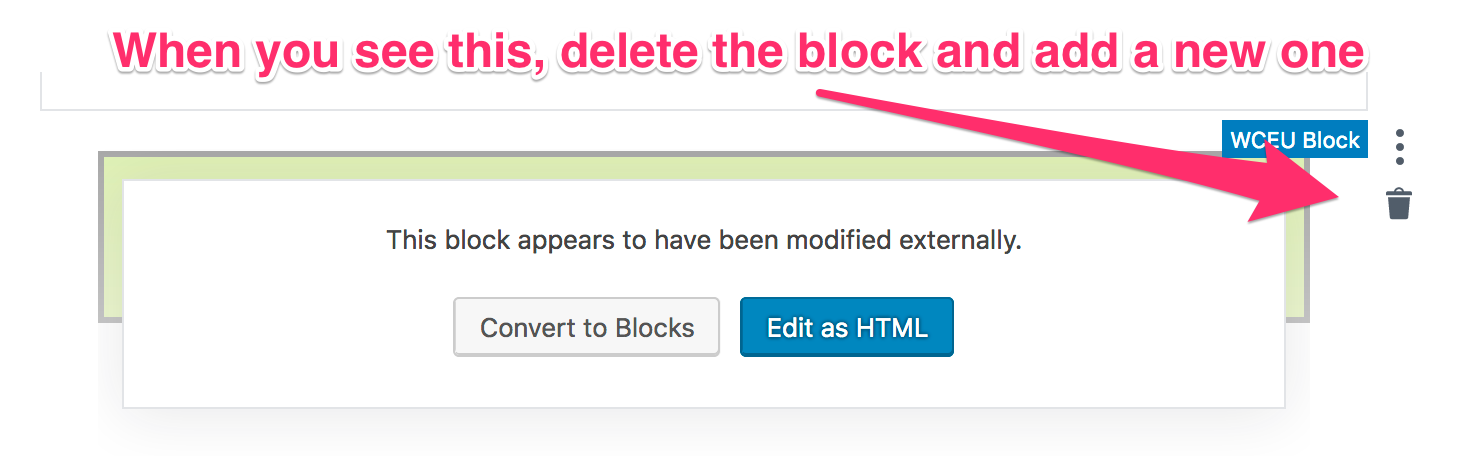 When you see this, delete the block and add a new one
WCEU Block
This block appears to have been modified externally.
Convert to Blocks
Edit as HTML